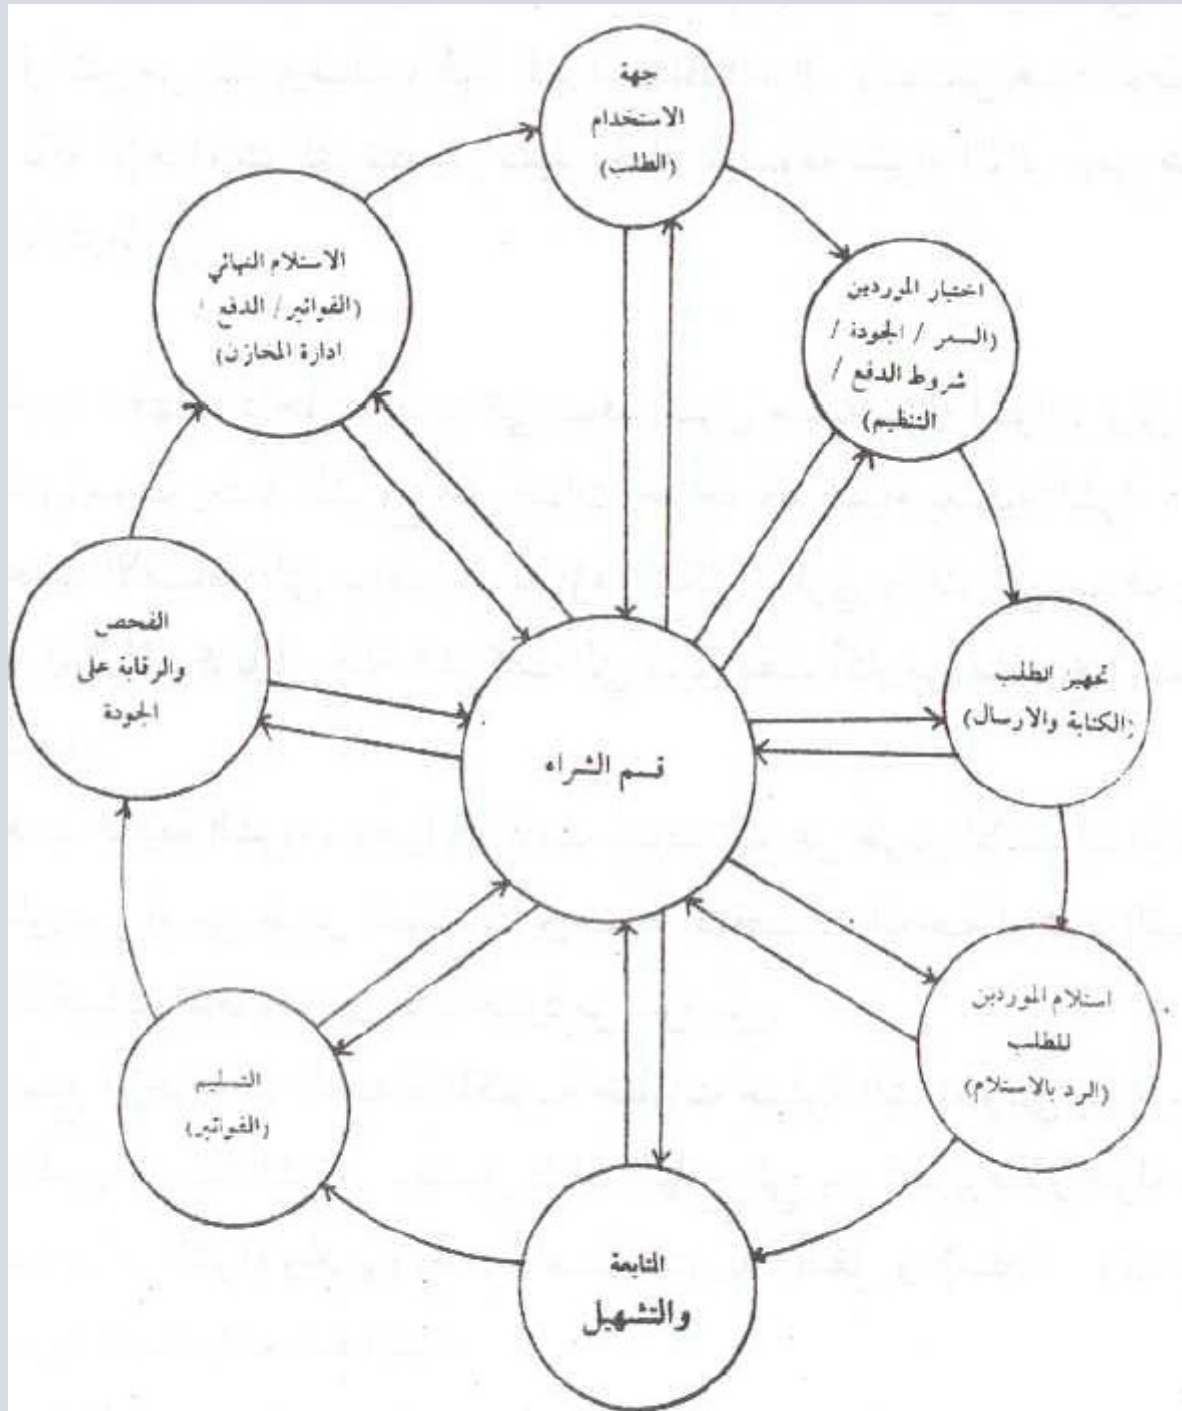 جهة
الاستخدام
(الطلب)
اختيار الموردين
(السعر / الجودة /
شروط الدفع /
التنظيم)
تجهيز الطلب
(الكتابة والارسال)
استلام الموردين
للطلب
(الرد بالاستلام)
المتابعة
والتشهيل
التسليم
(الفواتير)
الفحص
والرقابة على
الجودة
الاستلام النهائي
(الفواتير / الدفع /
ادارة المخازن)
قسم الشراء